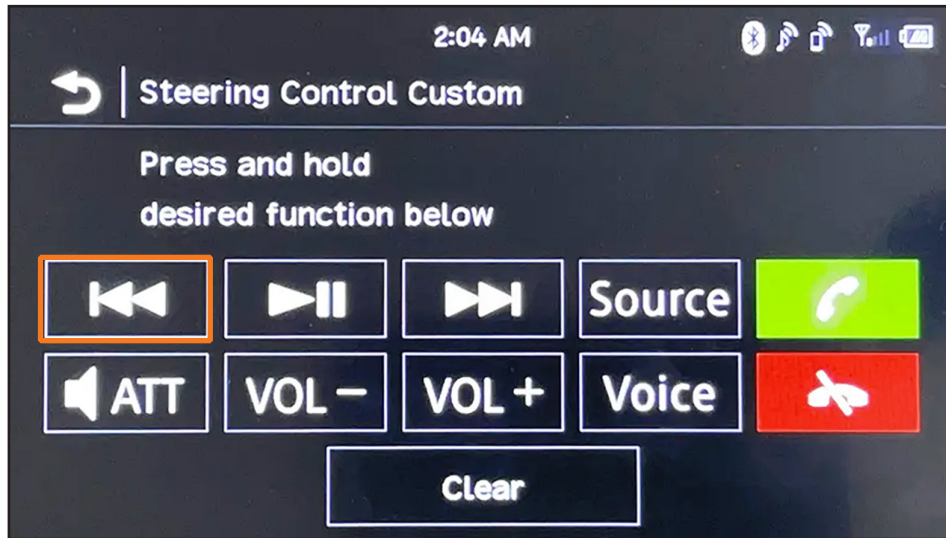 2:04 AM
Steering Control Custom
Press and hold
desired function below
Source
ATT VOL − VOL + Voice
Clear